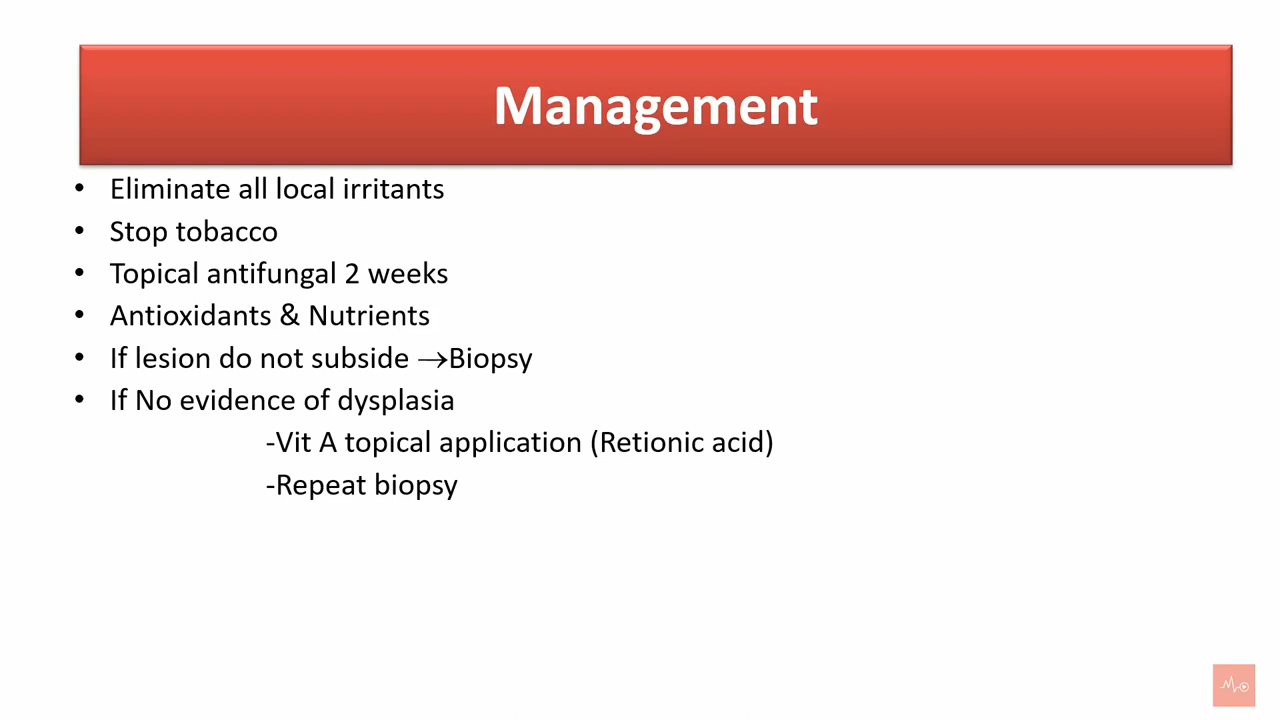 Management
• Eliminate all local irritants
• Stop tobacco
• Topical antifungal 2 weeks
• Antioxidants & Nutrients
• If lesion do not subside →Biopsy
• If No evidence of dysplasia
-Vit A topical application (Retionic acid)
-Repeat biopsy